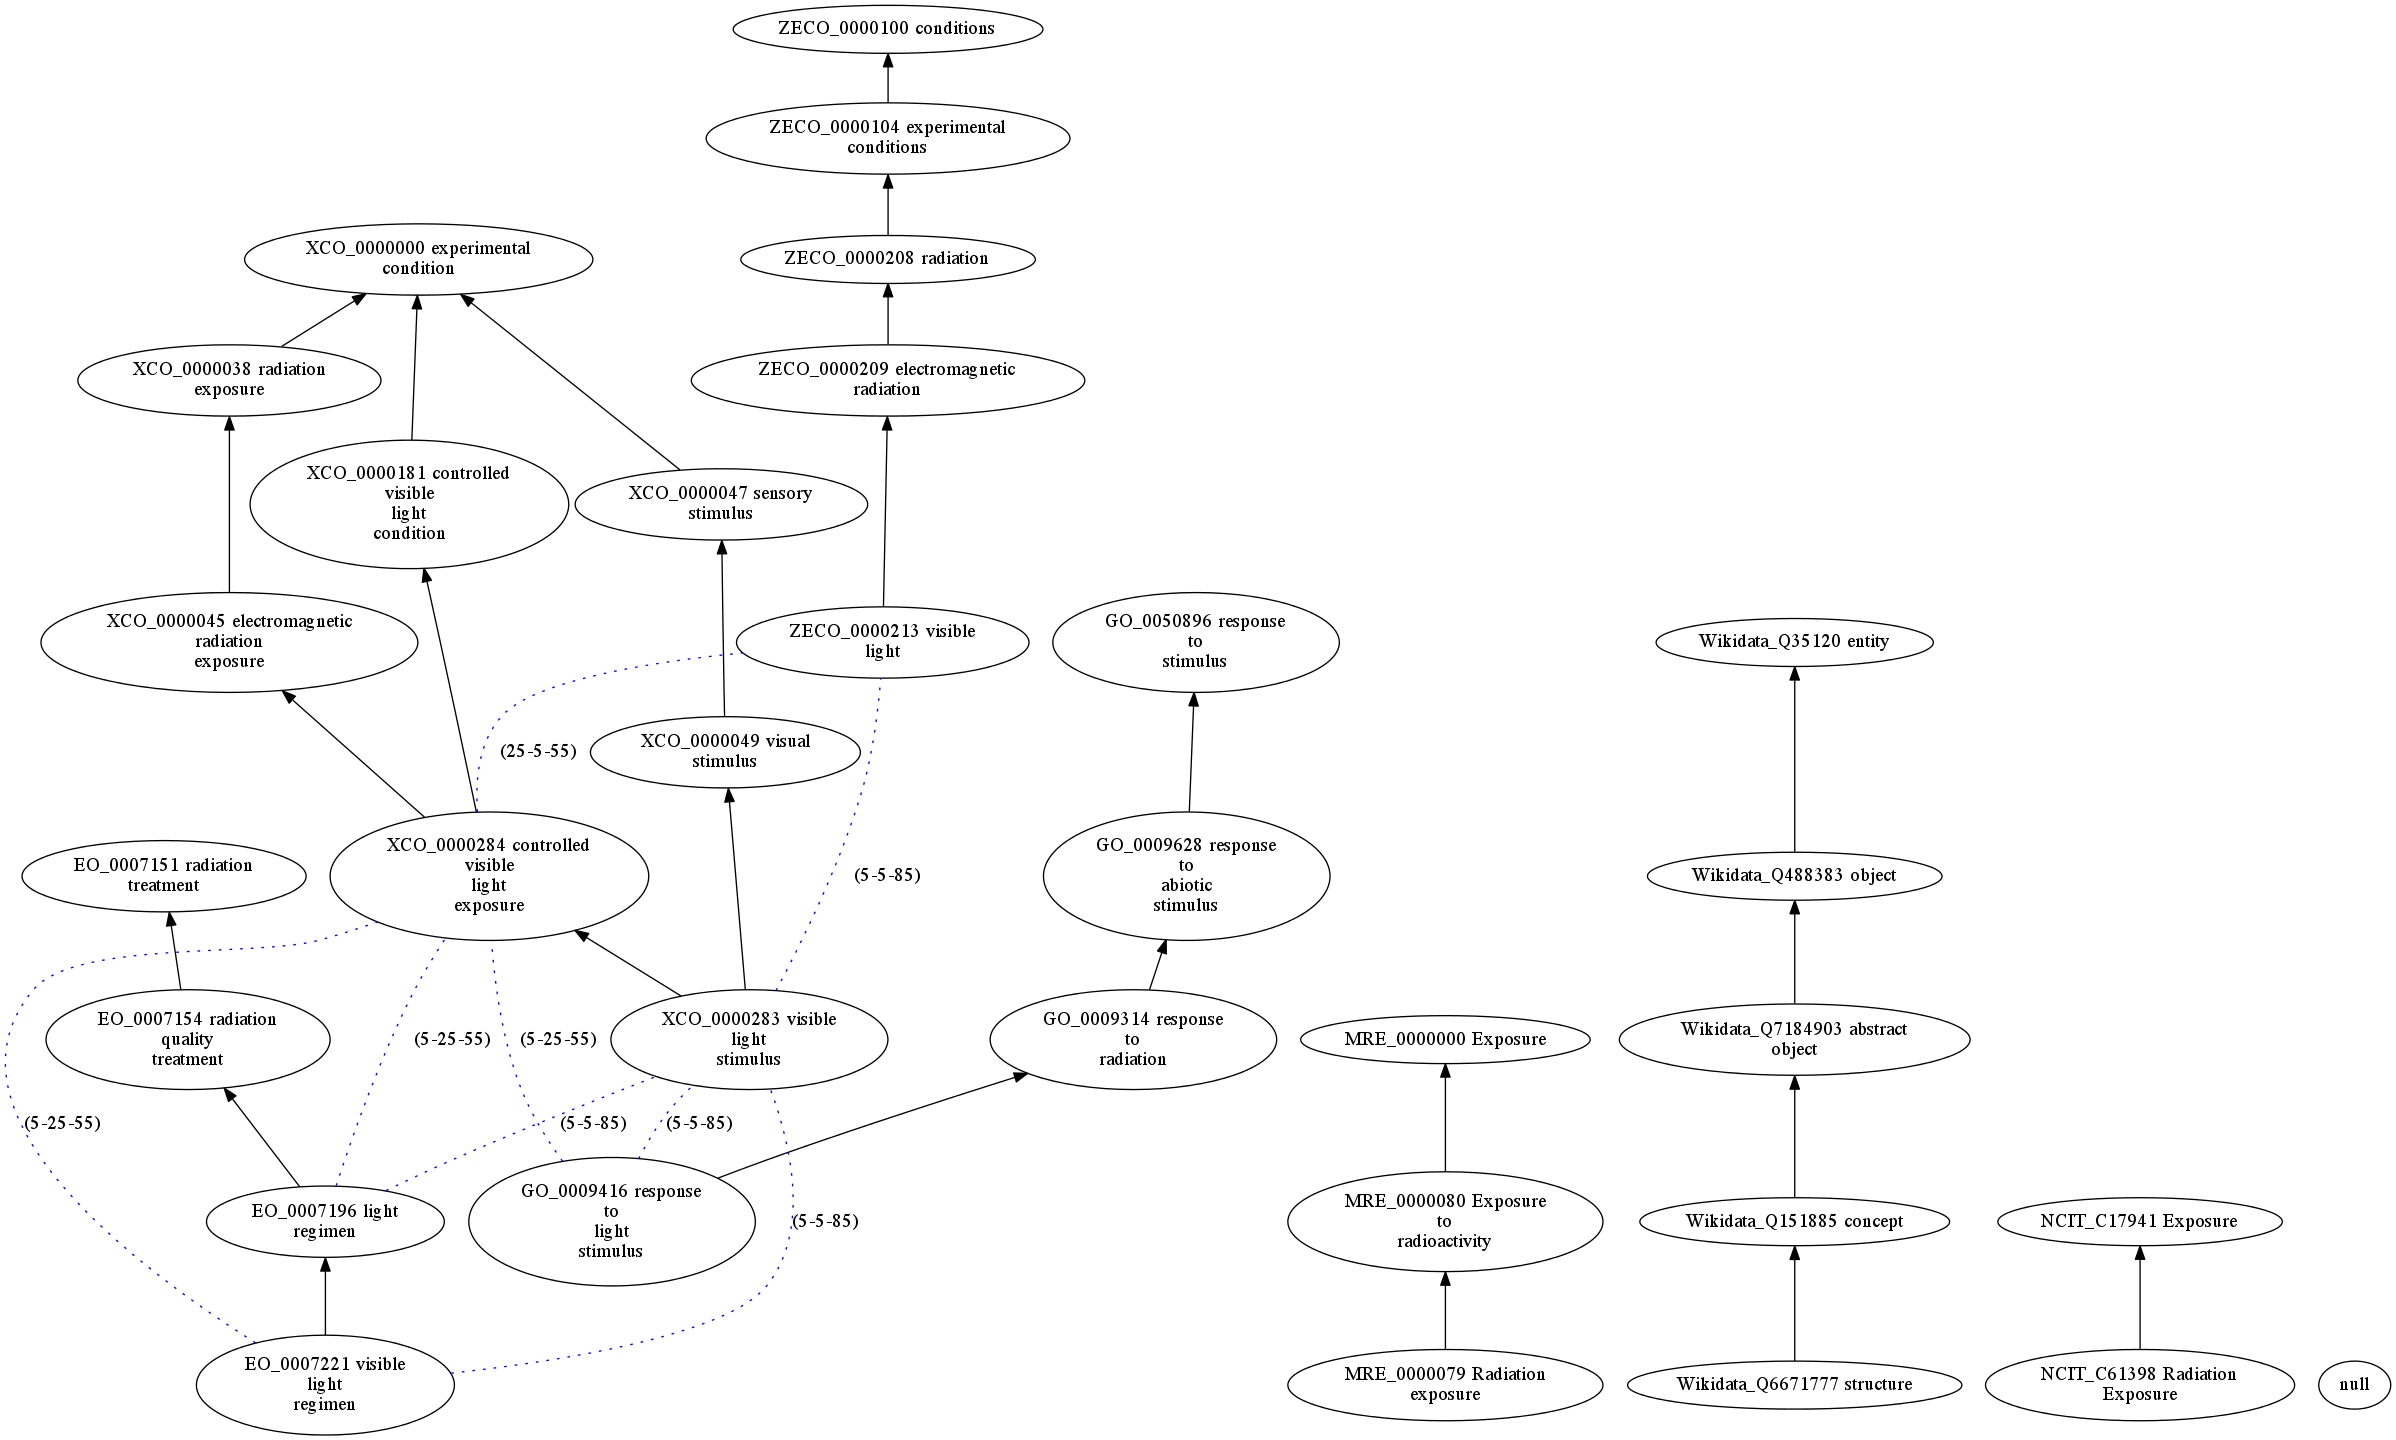 ZECO_0000100 conditions
ZECO_0000104 experimental
conditions
XCO_0000000 experimental
condition
ZECO_0000208 radiation
XCO_0000038 radiation
exposure
ZECO_0000209 electromagnetic
radiation
XCO_0000181 controlled
visible
light
condition
XCO_0000047 sensory
stimulus
XCO_0000045 electromagnetic
radiation
exposure
ZECO_0000213 visible
light
GO_0050896 response
to
stimulus
Wikidata_Q35120 entity
(25-5-55)
XCO_0000049 visual
stimulus
EO_0007151 radiation
treatment
XCO_0000284 controlled
visible
light
exposure
(5-5-85)
GO_0009628 response
to
abiotic
stimulus
Wikidata_Q488383 object
EO_0007154 radiation
quality
treatment
(5-25-55)
(5-25-55)
XCO_0000283 visible
light
stimulus
GO_0009314 response
to
radiation
MRE_0000000 Exposure
Wikidata_Q7184903 abstract
object
(5-25-55)
(5-5-85)
(5-5-85)
EO_0007196 light
regimen
GO_0009416 response
to
light
stimulus
(5-5-85)
MRE_0000080 Exposure
to
radioactivity
Wikidata_Q151885 concept
NCIT_C17941 Exposure
EO_0007221 visible
light
regimen
MRE_0000079 Radiation
exposure
Wikidata_Q6671777 structure
NCIT_C61398 Radiation
Exposure
null